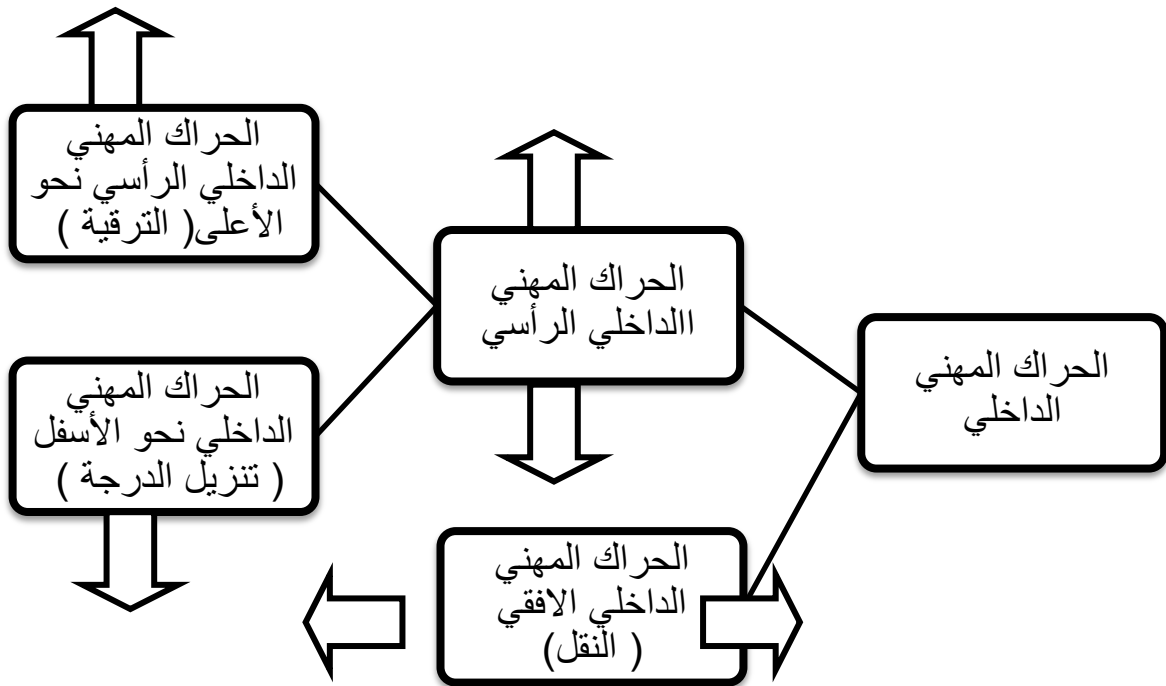 الحراك المهني
الداخلي
الحراك المهني
االداخلي الرأسي
الحراك المهني
الداخلي الرأسي نحو
الأعلى( الترقية )
الحراك المهني
الداخلي نحو الأسفل
( تنزيل الدرجة )
الحراك المهني
الداخلي الافقي
( النقل)